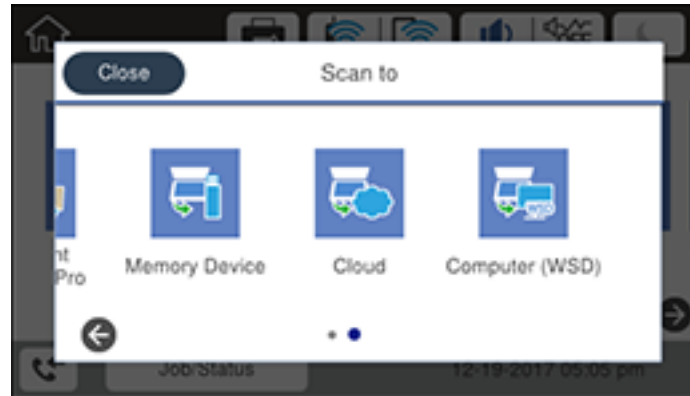 Close
Scan to
nt
Pro
Memory Device
Cloud
Computer (WSD)
Job/Status
12-19-2017 05:05 pm